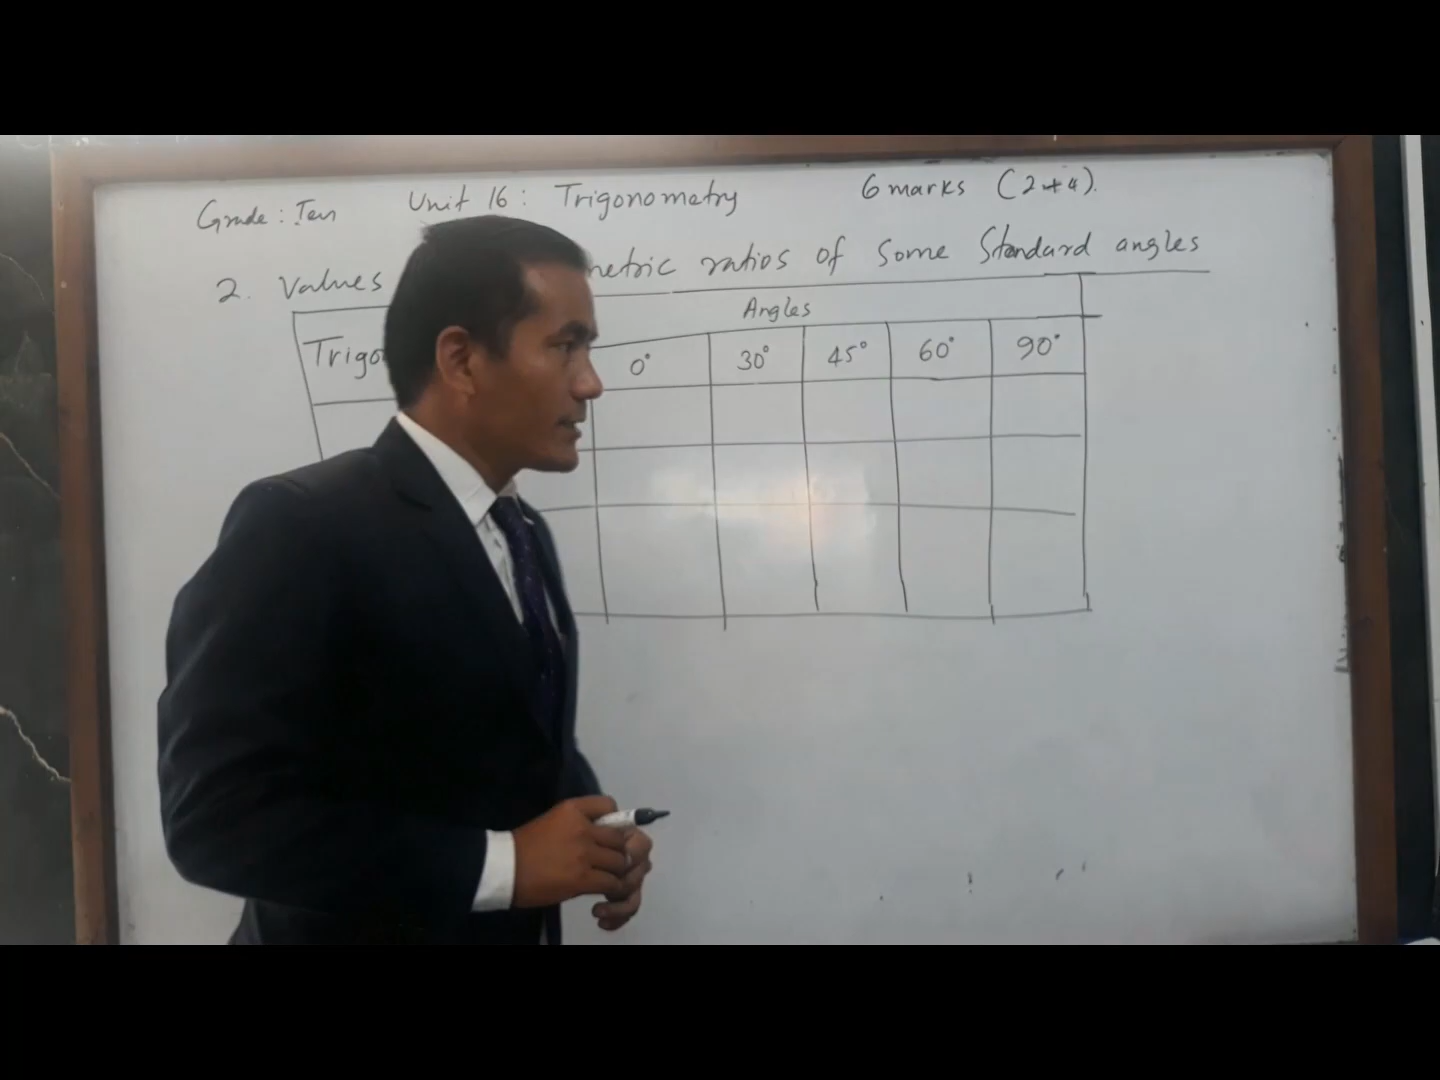 Grade: Ten Unit 16: Trigonometry 6 marks (2+4).
2. Values metric ratios of Some Standard angles
Angles
Trigo 0° 30° 45° 60° 90°